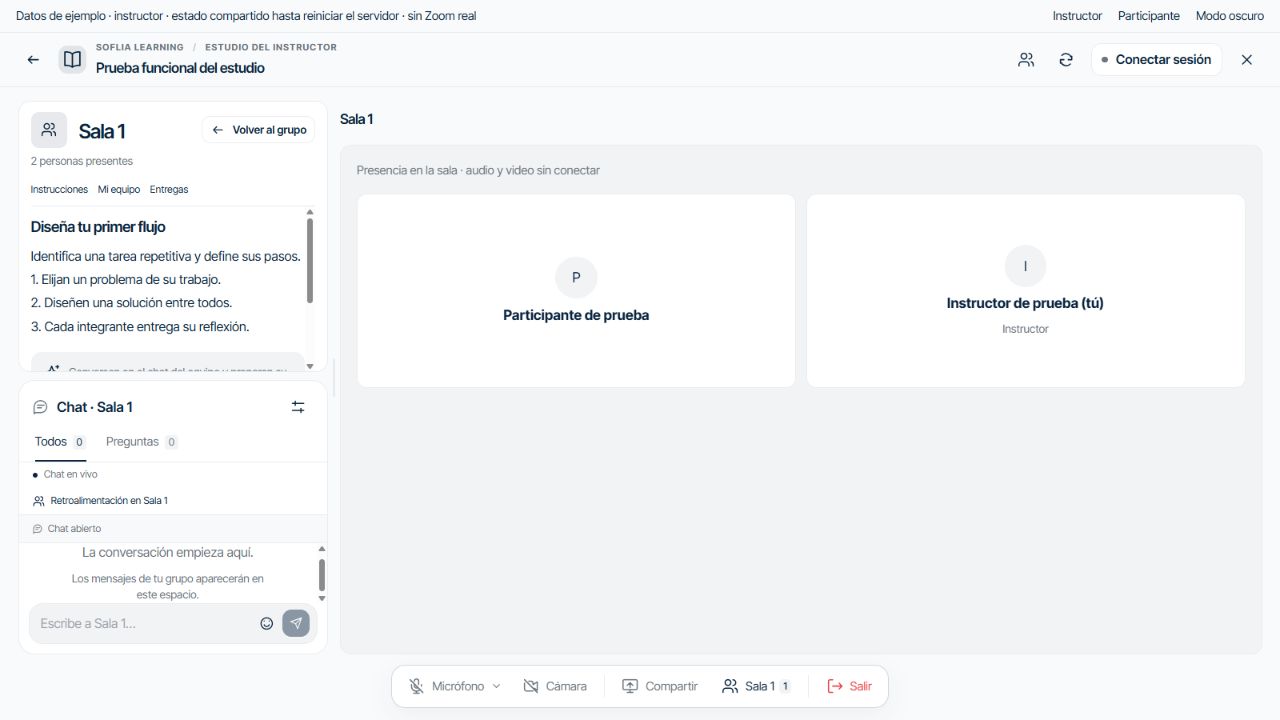 Datos de ejemplo · instructor · estado compartido hasta reiniciar el servidor · sin Zoom real
Instructor Participante Modo oscuro
SOFLIA LEARNING / ESTUDIO DEL INSTRUCTOR
Prueba funcional del estudio
Conectar sesión
Sala 1
Volver al grupo
2 personas presentes
Instrucciones Mi equipo Entregas
Diseña tu primer flujo
Identifica una tarea repetitiva y define sus pasos.
1. Elijan un problema de su trabajo.
2. Diseñen una solución entre todos.
3. Cada integrante entrega su reflexión.
Chat · Sala 1
Todos 0 Preguntas 0
Chat en vivo
Retroalimentación en Sala 1
Chat abierto
La conversación empieza aquí.
Los mensajes de tu grupo aparecerán en
este espacio.
Escribe a Sala 1...
Sala 1
Presencia en la sala · audio y video sin conectar
P
Participante de prueba
I
Instructor de prueba (tú)
Instructor
Micrófono Cámara Compartir Sala 1 1 Salir